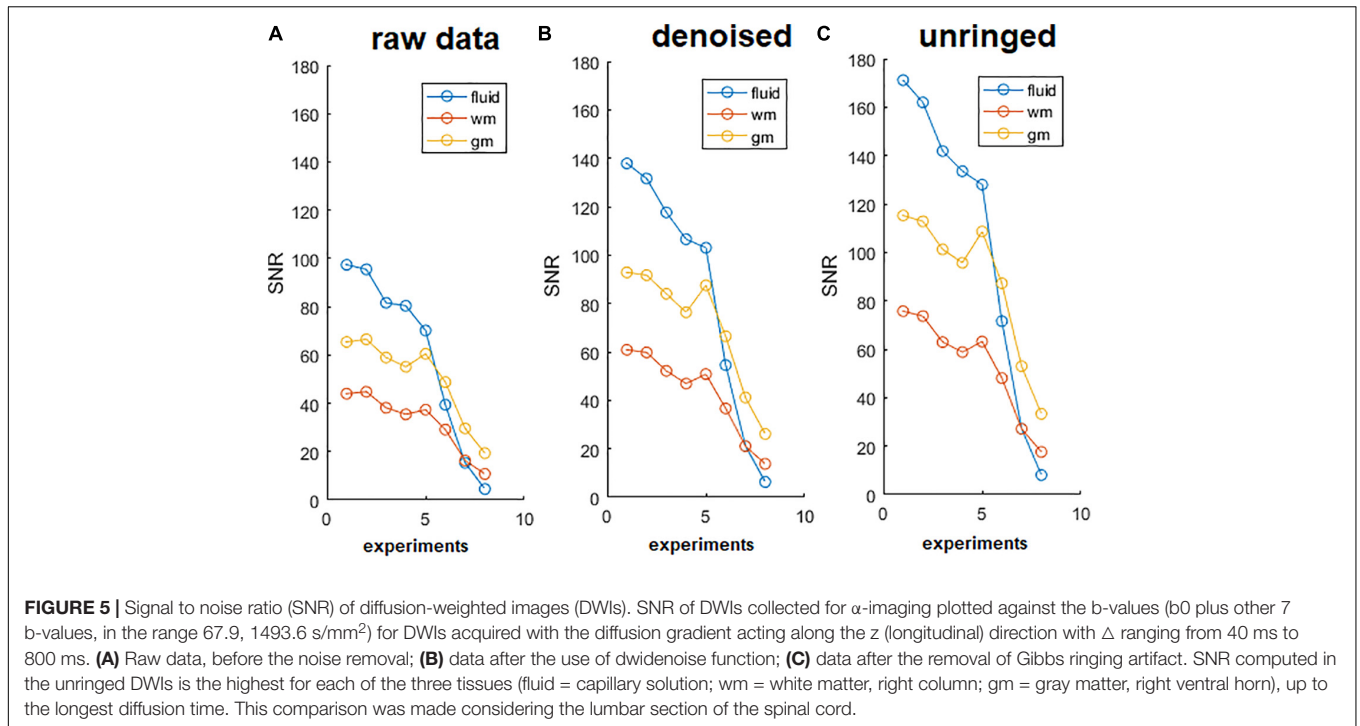 A raw data
180
160
140
120
100
80
60
40
20
0
SNR
fluid
wm
gm
0 5 10
experiments
B denoised
180
160
140
120
100
80
60
40
20
0
SNR
fluid
wm
gm
0 5 10
experiments
C unringed
180
160
140
120
100
80
60
40
20
0
SNR
fluid
wm
gm
0 5 10
experiments
FIGURE 5 | Signal to noise ratio (SNR) of diffusion-weighted images (DWIs). SNR of DWIs collected for α-imaging plotted against the b-values (b0 plus other 7
b-values, in the range 67.9, 1493.6 s/mm²) for DWIs acquired with the diffusion gradient acting along the z (longitudinal) direction with △ ranging from 40 ms to
800 ms. (A) Raw data, before the noise removal; (B) data after the use of dwidenoise function; (C) data after the removal of Gibbs ringing artifact. SNR computed in
the unringed DWIs is the highest for each of the three tissues (fluid = capillary solution; wm = white matter, right column; gm = gray matter, right ventral horn), up to
the longest diffusion time. This comparison was made considering the lumbar section of the spinal cord.